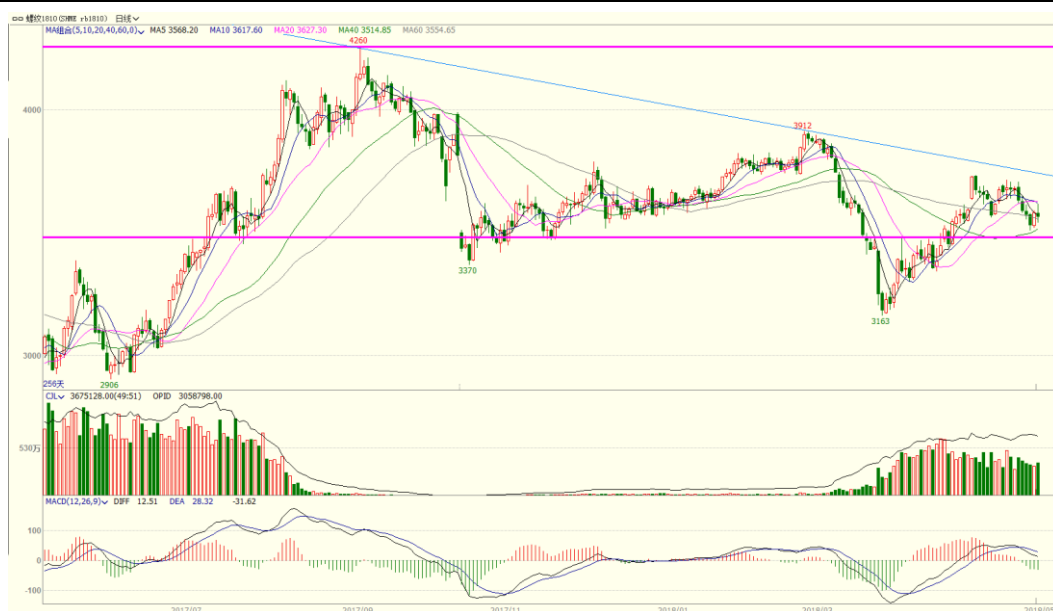 螺纹1810(SHFE rb1810) 日线
MA组合(5,10,20,40,60,0) MA5 3568.20 MA10 3617.60 MA20 3627.30 MA40 3514.85 MA60 3554.65
4260
4000
3912
3370
3163
3000
2906
256天
CJL 3675128.00(49:51) OPID 3058798.00
530万
MACD(12,26,9) DIFF 12.51 DEA 28.32 -31.62
100
0
-100
2017/07 2017/09 2017/11 2018/01 2018/03 2018/05